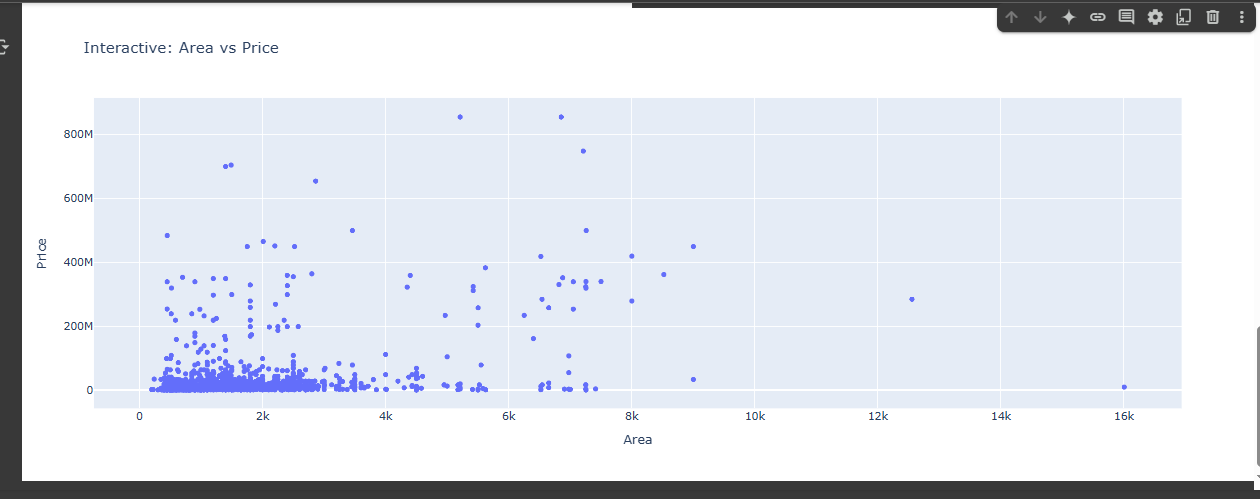 Interactive: Area vs Price
800M
600M
400M
200M
0
Price
0 2k 4k 6k 8k 10k 12k 14k 16k
Area